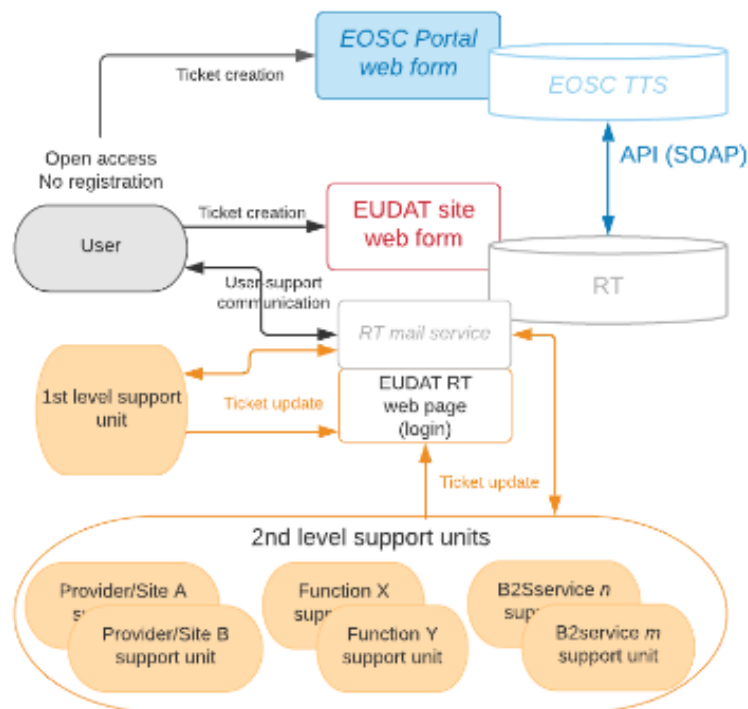 EOSC Portal
web form
Ticket creation
EOSC TTS
API (SOAP)
Open access
No registration
Ticket creation
EUDAT site
web form
User
RT
User-support
communication
RT mail service
1st level support
unit
Ticket update
EUDAT RT
web page
(login)
Ticket update
2nd level support units
Provider/Site A
Provider/Site B
support unit
Function X
Function Y
support unit
B2Sservice n
B2service m
support unit